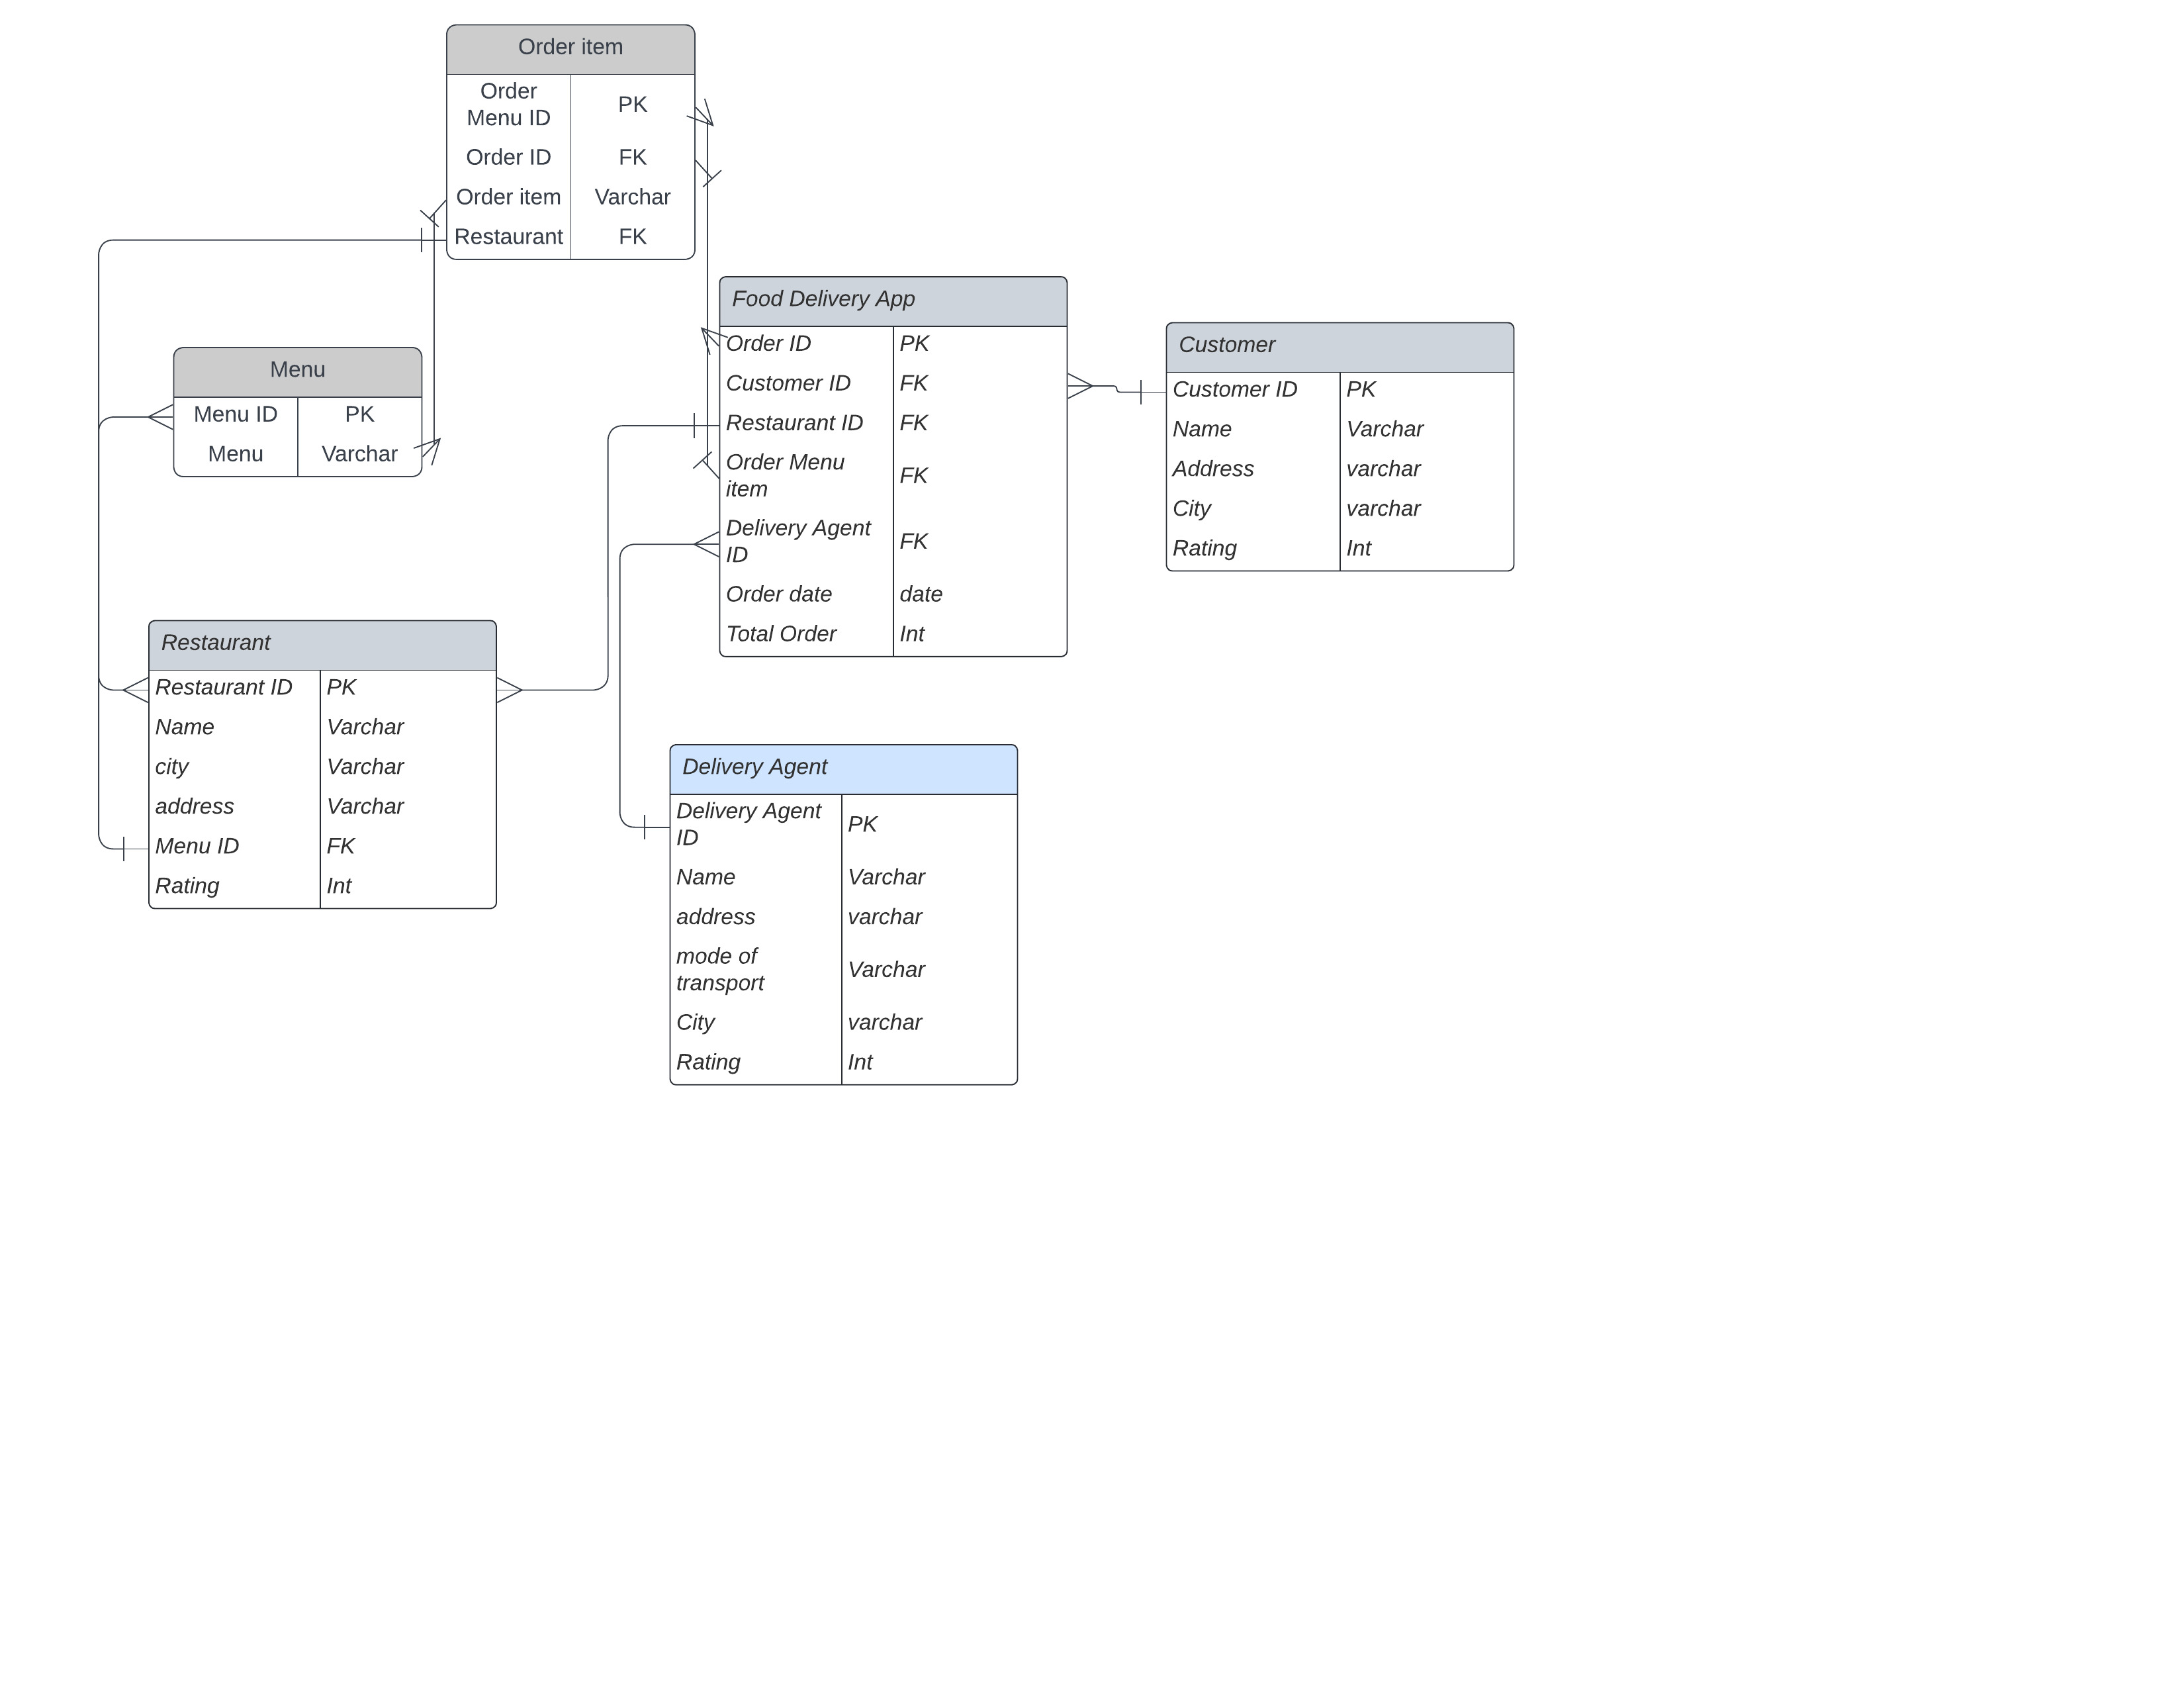 Order item
Order
Menu ID
PK
Order ID
FK
Order item
Varchar
Restaurant
FK
Food Delivery App
Order ID
PK
Customer ID
FK
Restaurant ID
FK
Order Menu
item
FK
Delivery Agent
ID
FK
Order date
date
Total Order
Int
Customer
Customer ID
PK
Name
Varchar
Address
varchar
City
varchar
Rating
Int
Menu
Menu ID
PK
Menu
Varchar
Restaurant
Restaurant ID
PK
Name
Varchar
city
Varchar
address
Varchar
Menu ID
FK
Rating
Int
Delivery Agent
Delivery Agent
ID
PK
Name
Varchar
address
varchar
mode of
transport
Varchar
City
varchar
Rating
Int